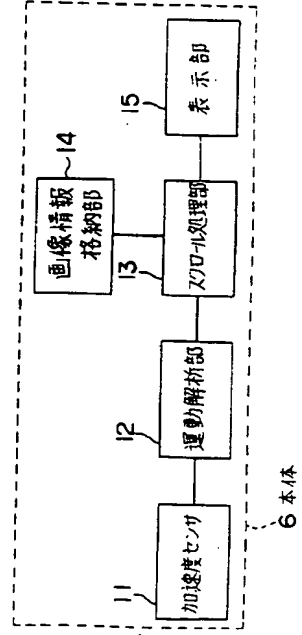 11
加速度センサ
12
運動解析部
13
スクロール処理部
14
画像情報
格納部
15
表示部
6 本体